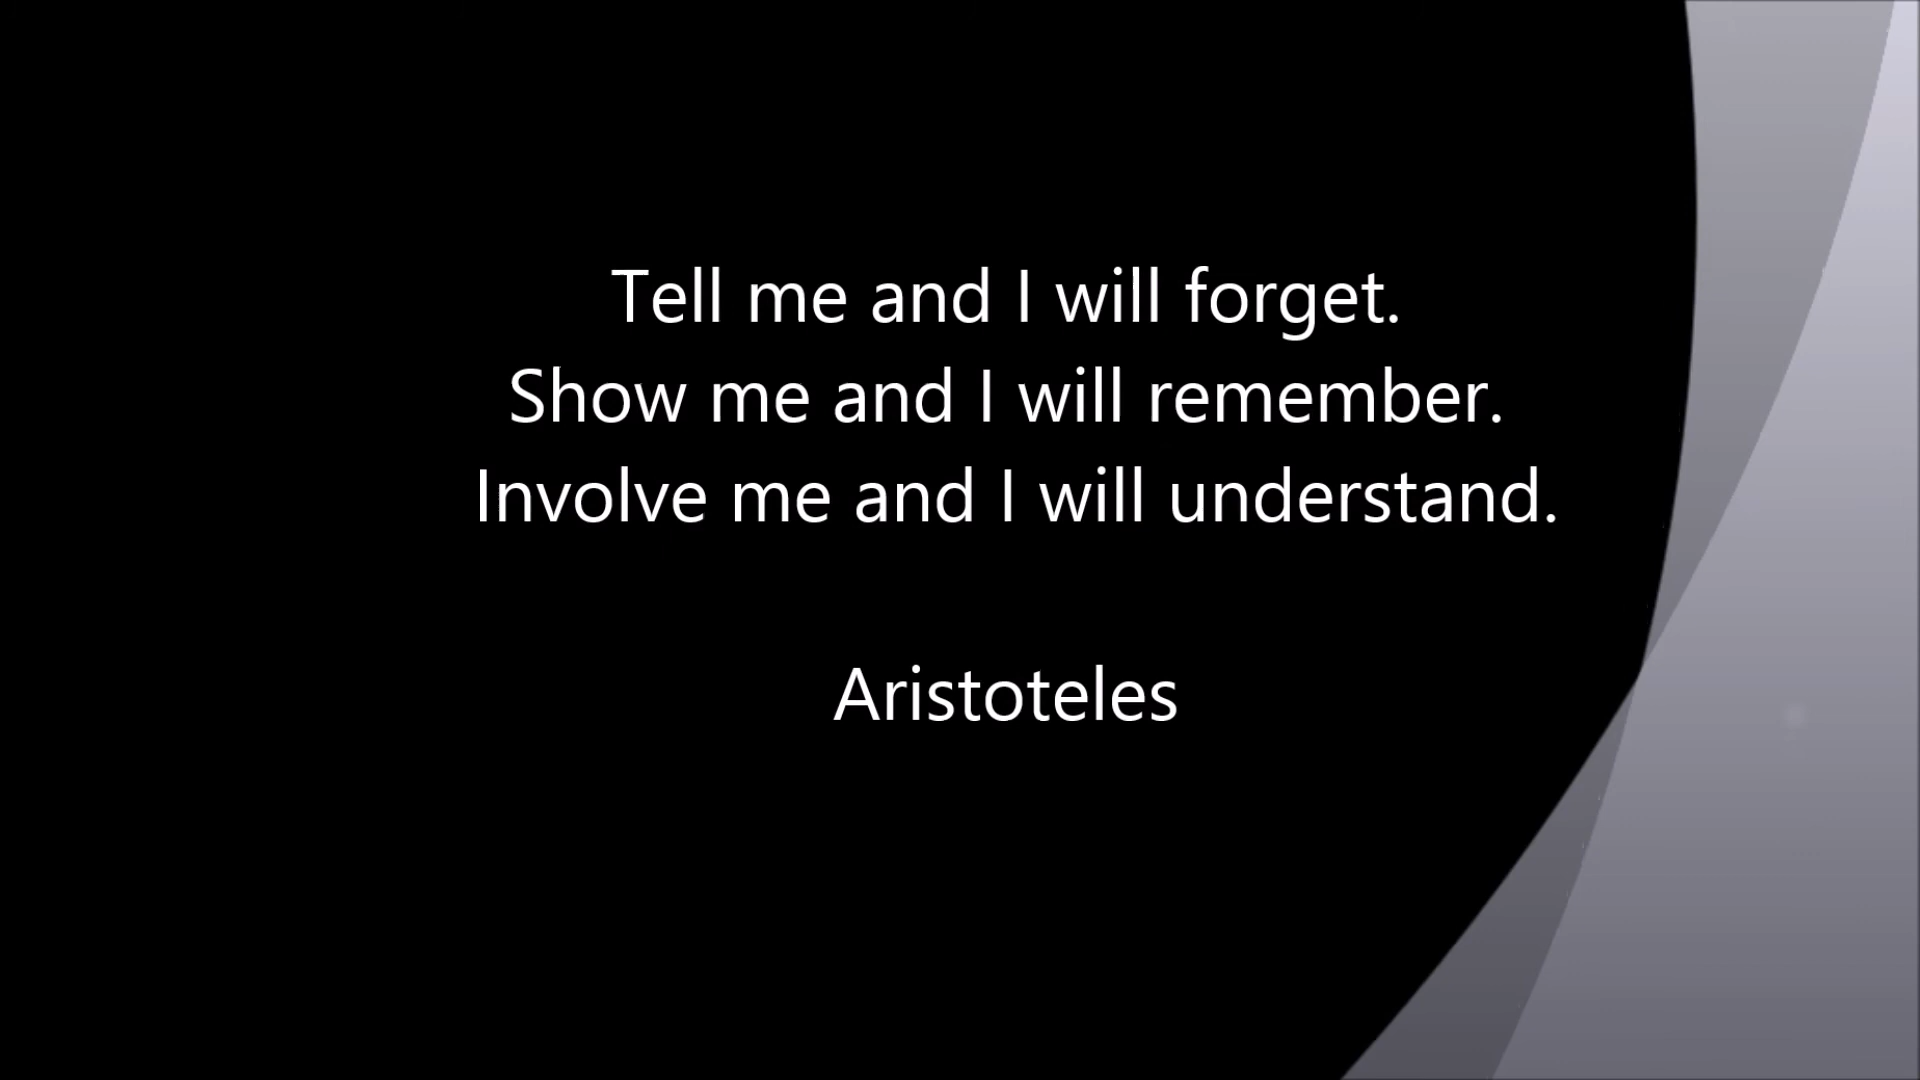 Tell me and I will forget.
Show me and I will remember.
Involve me and I will understand.
Aristoteles